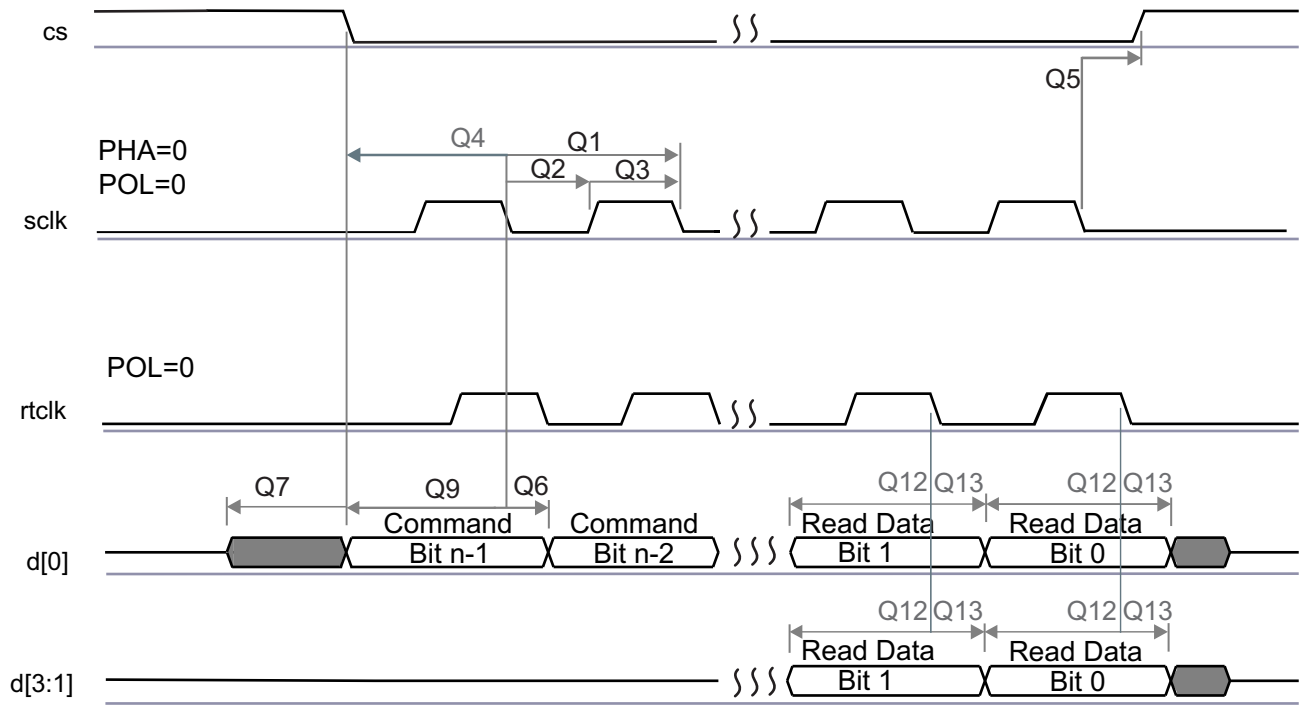 cs
Q5
PHA=0
Q4 Q1
POL=0
Q2 Q3
sclk
POL=0
rtclk
Q7 Q9 Q6 Q12 Q13 Q12 Q13
Command Command Read Data Read Data
d[0] Bit n-1 Bit n-2 Bit 1 Bit 0
Q12 Q13 Q12 Q13
Read Data Read Data
d[3:1] Bit 1 Bit 0